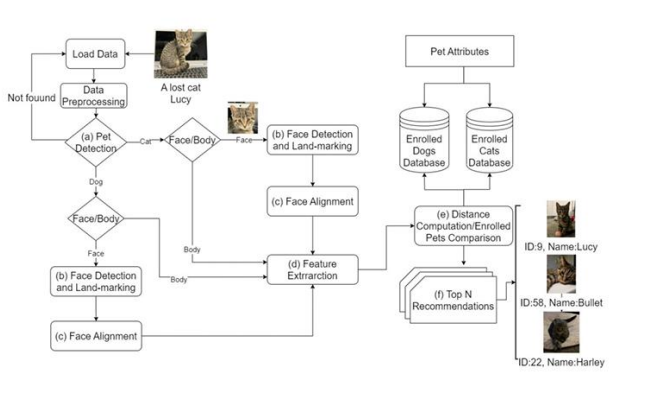 Load Data
A lost cat
Lucy
Data
Preprocessing
Not fouund
(a) Pet
Detection
Cat
Face/Body
Face
(b) Face Detection
and Land-marking
(c) Face Alignment
Body
(d) Feature
Extrrarction
Dog
Face/Body
Body
Face
(b) Face Detection
and Land-marking
(c) Face Alignment
Pet Attributes
Enrolled
Dogs
Database
Enrolled
Cats
Database
(e) Distance
Computation/Enrolled
Pets Comparison
(f) Top N
Recommendations
ID:9, Name:Lucy
ID:58, Name:Bullet
ID:22, Name:Harley